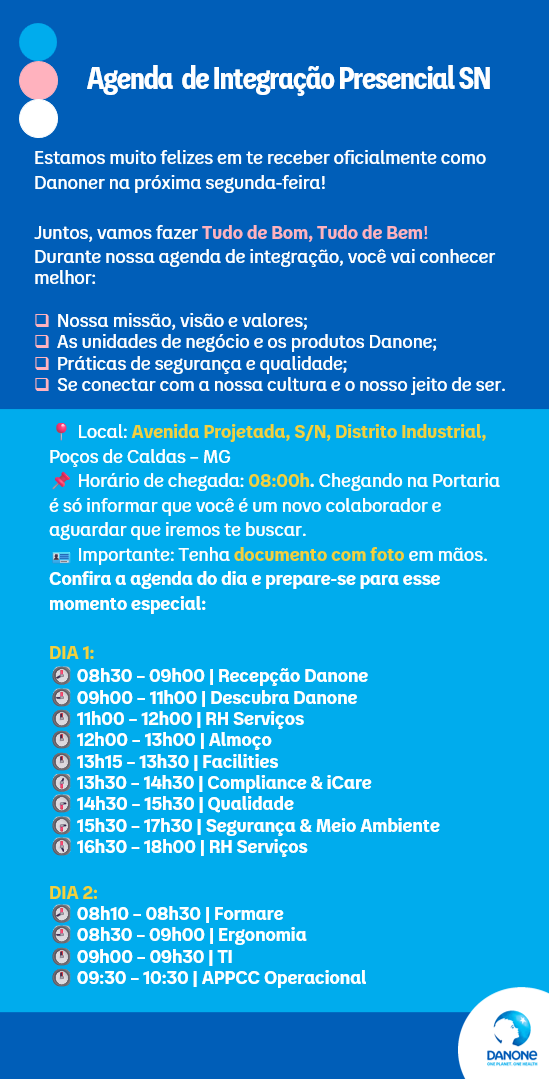 Agenda de Integração Presencial SN
Estamos muito felizes em te receber oficialmente como
Danoner na próxima segunda-feira!
Juntos, vamos fazer Tudo de Bom, Tudo de Bem!
Durante nossa agenda de integração, você vai conhecer
melhor:
❑ Nossa missão, visão e valores;
❑ As unidades de negócio e os produtos Danone;
❑ Práticas de segurança e qualidade;
❑ Se conectar com a nossa cultura e o nosso jeito de ser.
📍 Local: Avenida Projetada, S/N, Distrito Industrial,
Poços de Caldas – MG
📌 Horário de chegada: 08:00h. Chegando na Portaria
é só informar que você é um novo colaborador e
aguardar que iremos te buscar.
🪪 Importante: Tenha documento com foto em mãos.
Confira a agenda do dia e prepare-se para esse
momento especial:
DIA 1:
08h30 – 09h00 | Recepção Danone
09h00 – 11h00 | Descubra Danone
11h00 – 12h00 | RH Serviços
12h00 – 13h00 | Almoço
13h15 – 13h30 | Facilities
13h30 – 14h30 | Compliance & iCare
14h30 – 15h30 | Qualidade
15h30 – 17h30 | Segurança & Meio Ambiente
16h30 – 18h00 | RH Serviços
DIA 2:
08h10 – 08h30 | Formare
08h30 – 09h00 | Ergonomia
09h00 – 09h30 | TI
09:30 – 10:30 | APPCC Operacional
DANONE
ONE PLANET. ONE HEALTH